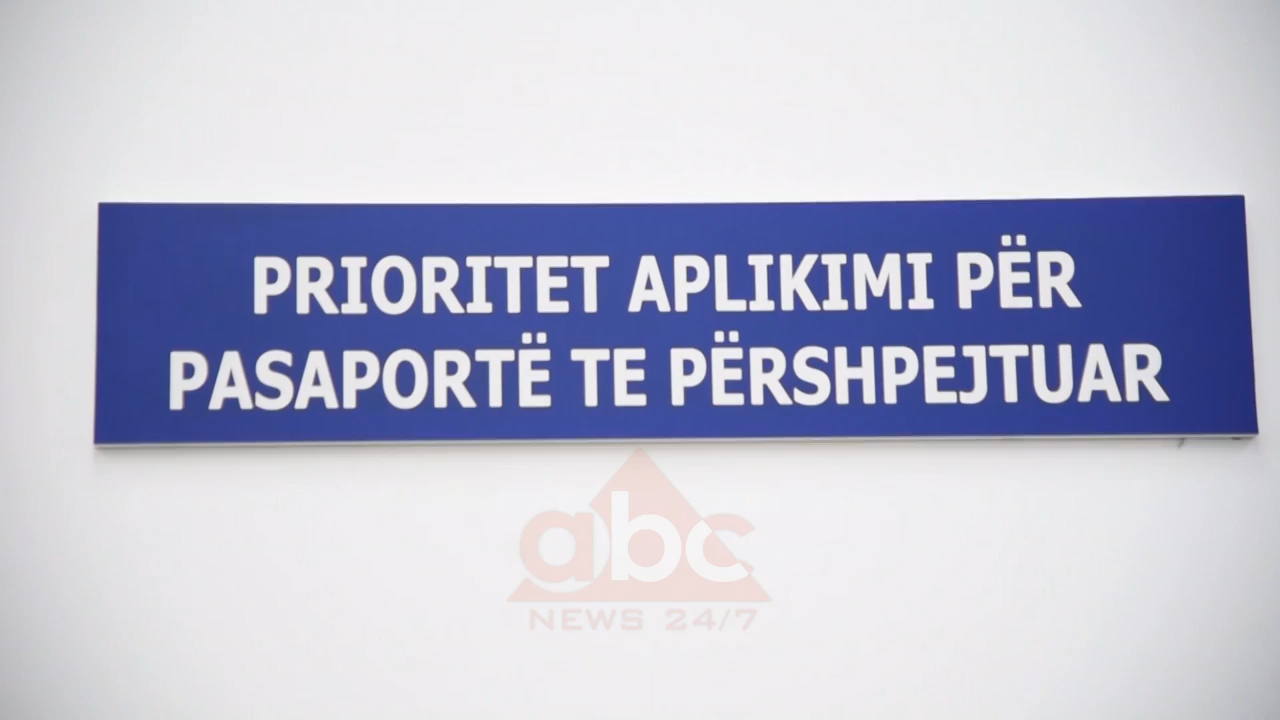 PRIORITET APLIKIMI PËR
PASAPORTË TE PËRSHPEJTUAR
abc
NEWS 24/7